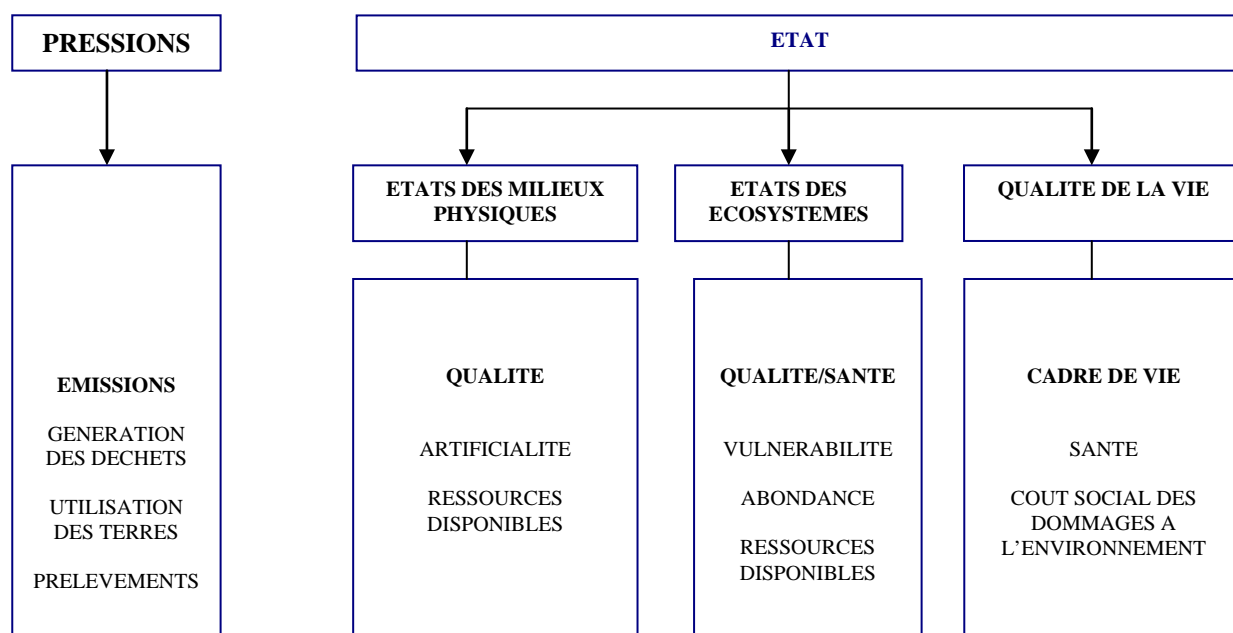 PRESSIONS
ETAT
ETATS DES MILIEUX
PHYSIQUES
ETATS DES
ECOSYSTEMES
QUALITE DE LA VIE
EMISSIONS
GENERATION
DES DECHETS
UTILISATION
DES TERRES
PRELEVEMENTS
QUALITE
ARTIFICIALITE
RESSOURCES
DISPONIBLES
QUALITE/SANTE
VULNERABILITE
ABONDANCE
RESSOURCES
DISPONIBLES
CADRE DE VIE
SANTE
COUT SOCIAL DES
DOMMAGES A
L’ENVIRONNEMENT